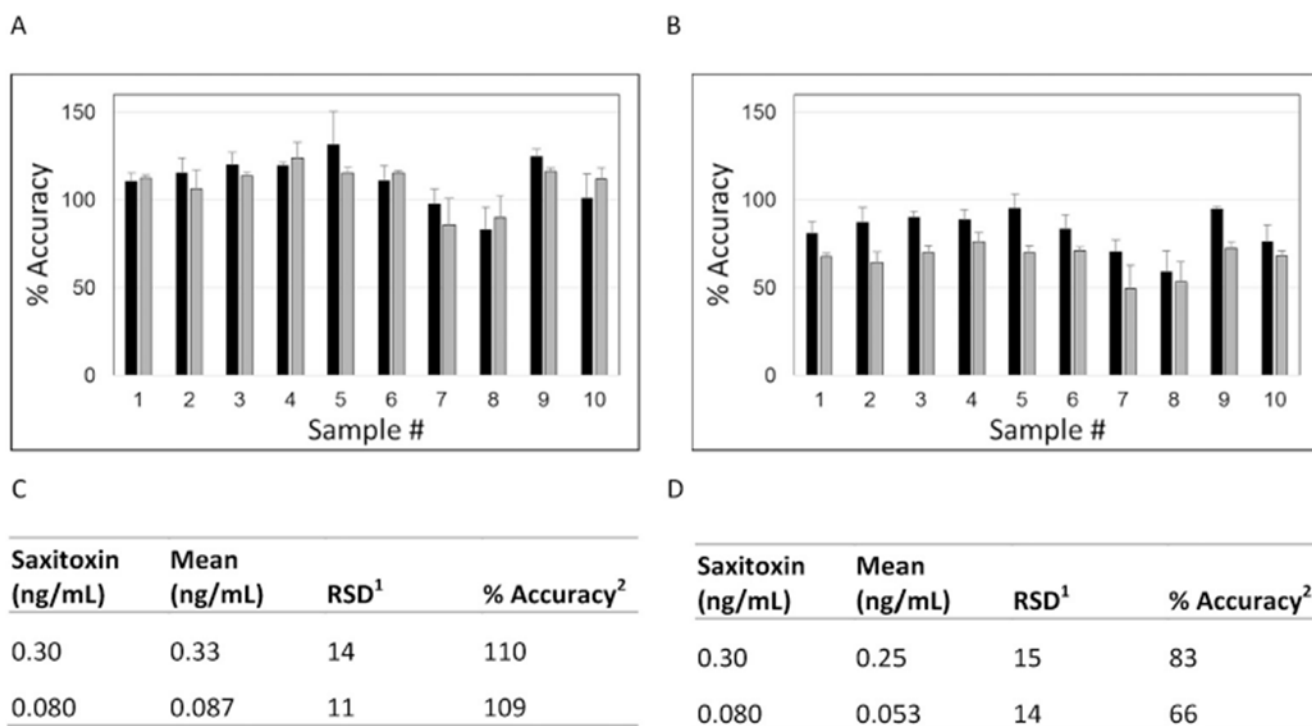 A
B
% Accuracy
150
100
50
0
1 2 3 4 5 6 7 8 9 10
Sample #
% Accuracy
150
100
50
0
1 2 3 4 5 6 7 8 9 10
Sample #
C
Saxitoxin (ng/mL) Mean (ng/mL) RSD¹ % Accuracy²
0.30 0.33 14 110
0.080 0.087 11 109
D
Saxitoxin (ng/mL) Mean (ng/mL) RSD¹ % Accuracy²
0.30 0.25 15 83
0.080 0.053 14 66